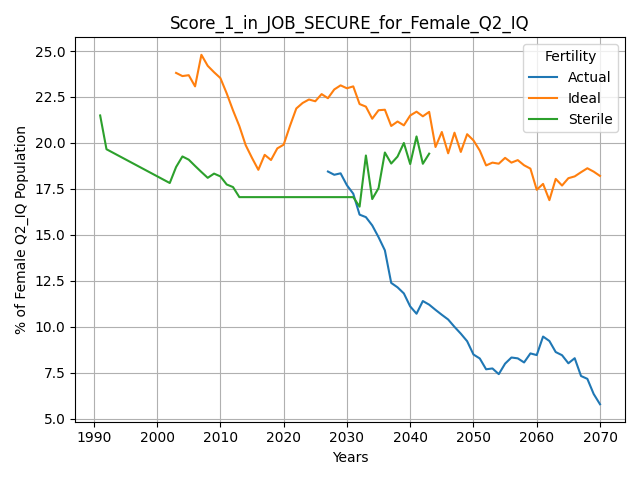 Score_1_in_JOB_SECURE_for_Female_Q2_IQ
Fertility
Actual
Ideal
Sterile
% of Female Q2_IQ Population
25.0
22.5
20.0
17.5
15.0
12.5
10.0
7.5
5.0
1990 2000 2010 2020 2030 2040 2050 2060 2070
Years